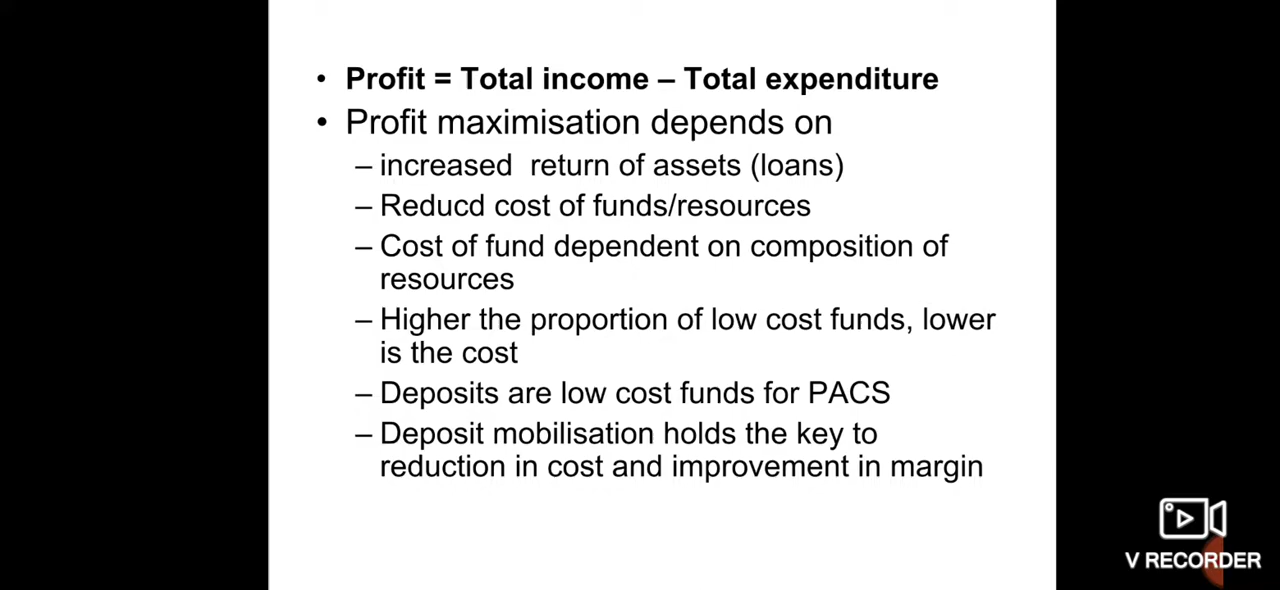 • Profit = Total income – Total expenditure
• Profit maximisation depends on
– increased return of assets (loans)
– Reducd cost of funds/resources
– Cost of fund dependent on composition of
resources
– Higher the proportion of low cost funds, lower
is the cost
– Deposits are low cost funds for PACS
– Deposit mobilisation holds the key to
reduction in cost and improvement in margin
V RECORDER